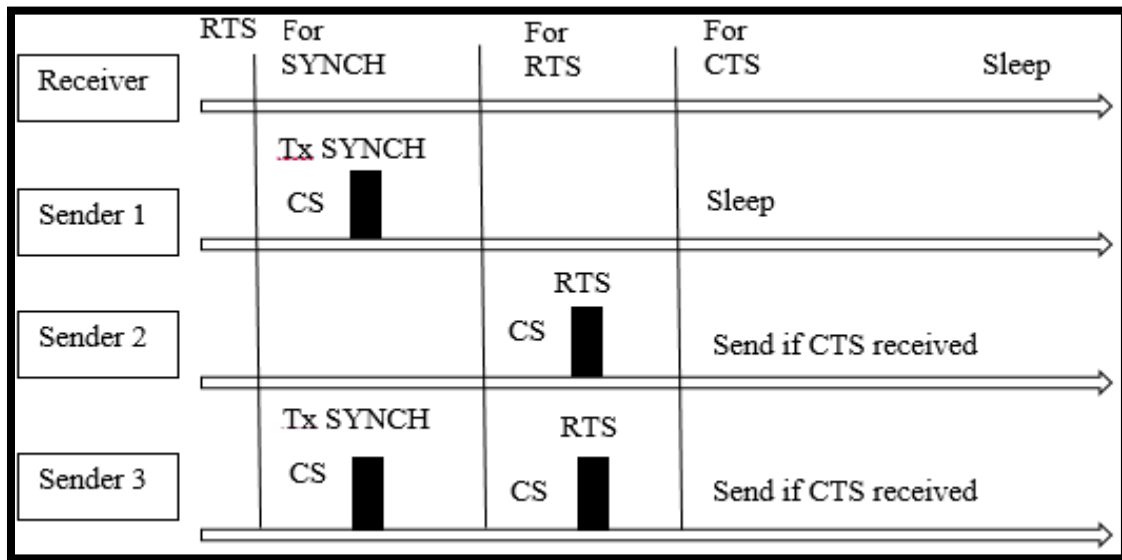 RTS For SYNCH For RTS For CTS Sleep
Receiver
Tx SYNCH
CS
Sender 1
Sleep
RTS
CS
Sender 2
Send if CTS received
.Tx SYNCH
RTS
CS
CS
Sender 3
Send if CTS received